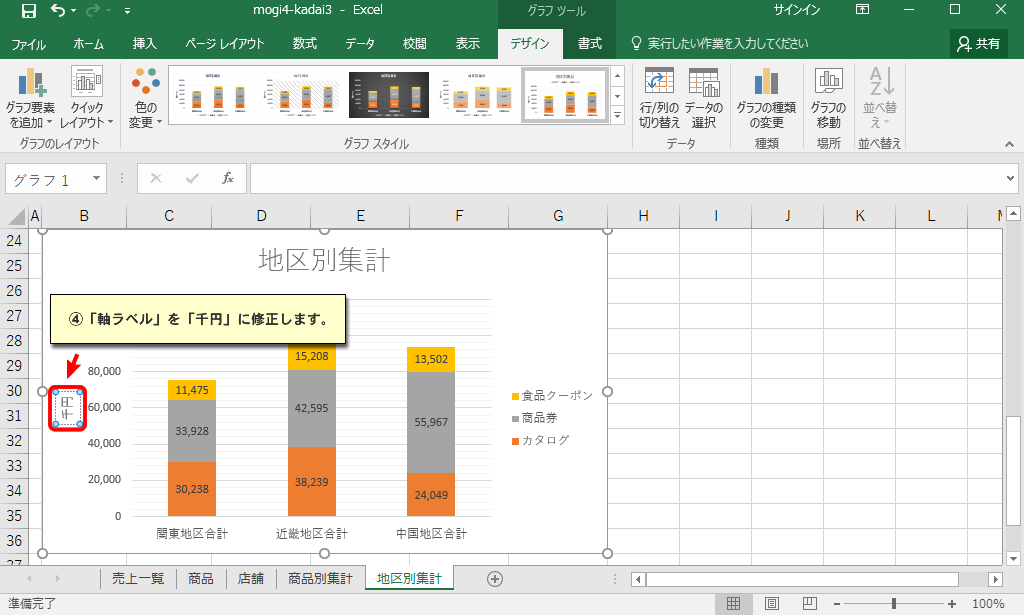 mogi4-kadai3 - Excel
グラフ ツール
サインイン
ファイル ホーム 挿入 ページ レイアウト 数式 データ 校閲 表示 デザイン 書式 実行したい作業を入力してください 共有
グラフ要素を追加
クイックレイアウト
色の変更
行/列の切り替え
データの選択
グラフの種類の変更
グラフの移動
並べ替え
グラフのレイアウト グラフ スタイル データ 種類 場所 並べ替え
グラフ 1
fx
A B C D E F G H I J K L
24
25
26
27
28
29
30
31
32
33
34
35
36
37
地区別集計
④「軸ラベル」を「千円」に修正します。
千円
80,000
60,000
40,000
20,000
0
11,475
33,928
30,238
15,208
42,595
38,239
13,502
55,967
24,049
関東地区合計 近畿地区合計 中国地区合計
食品クーポン
商品券
カタログ
売上一覧 商品 店舗 商品別集計 地区別集計
準備完了
100%